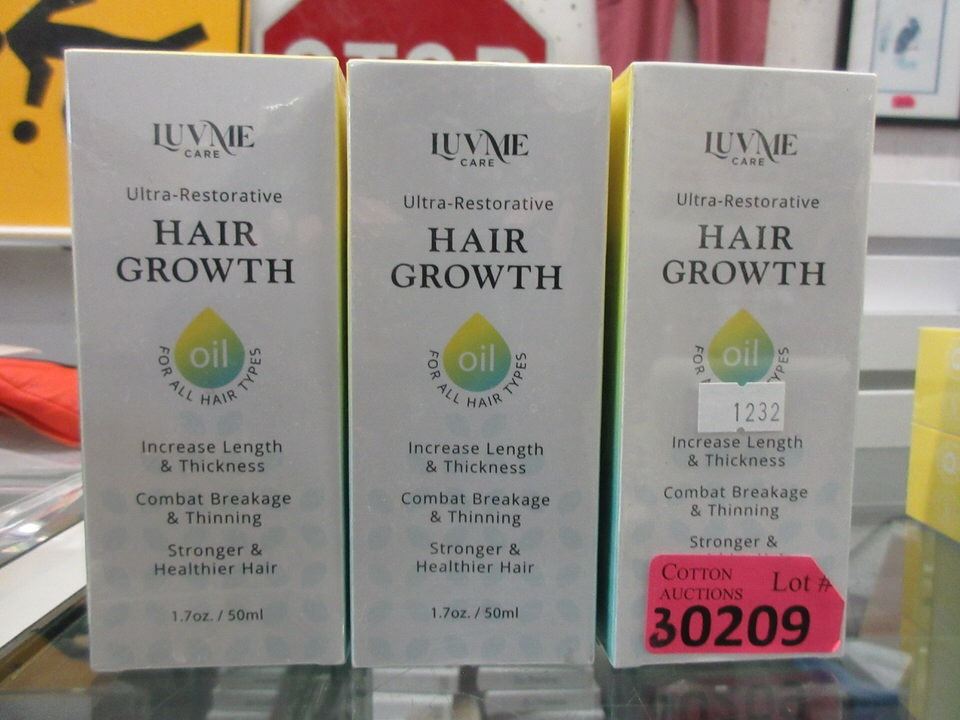 STOP
LUVME
CARE
Ultra-Restorative
HAIR
GROWTH
oil
FOR ALL HAIR TYPES
Increase Length
& Thickness
Combat Breakage
& Thinning
Stronger &
Healthier Hair
1.7oz. / 50ml
LUVME
CARE
Ultra-Restorative
HAIR
GROWTH
oil
FOR ALL HAIR TYPES
Increase Length
& Thickness
Combat Breakage
& Thinning
Stronger &
Healthier Hair
1.7oz. / 50ml
LUVME
CARE
Ultra-Restorative
HAIR
GROWTH
oil
FOR TYPES
1232
Increase Length
& Thickness
Combat Breakage
& Thinning
Stronger &
COTTON
AUCTIONS
Lot #
30209